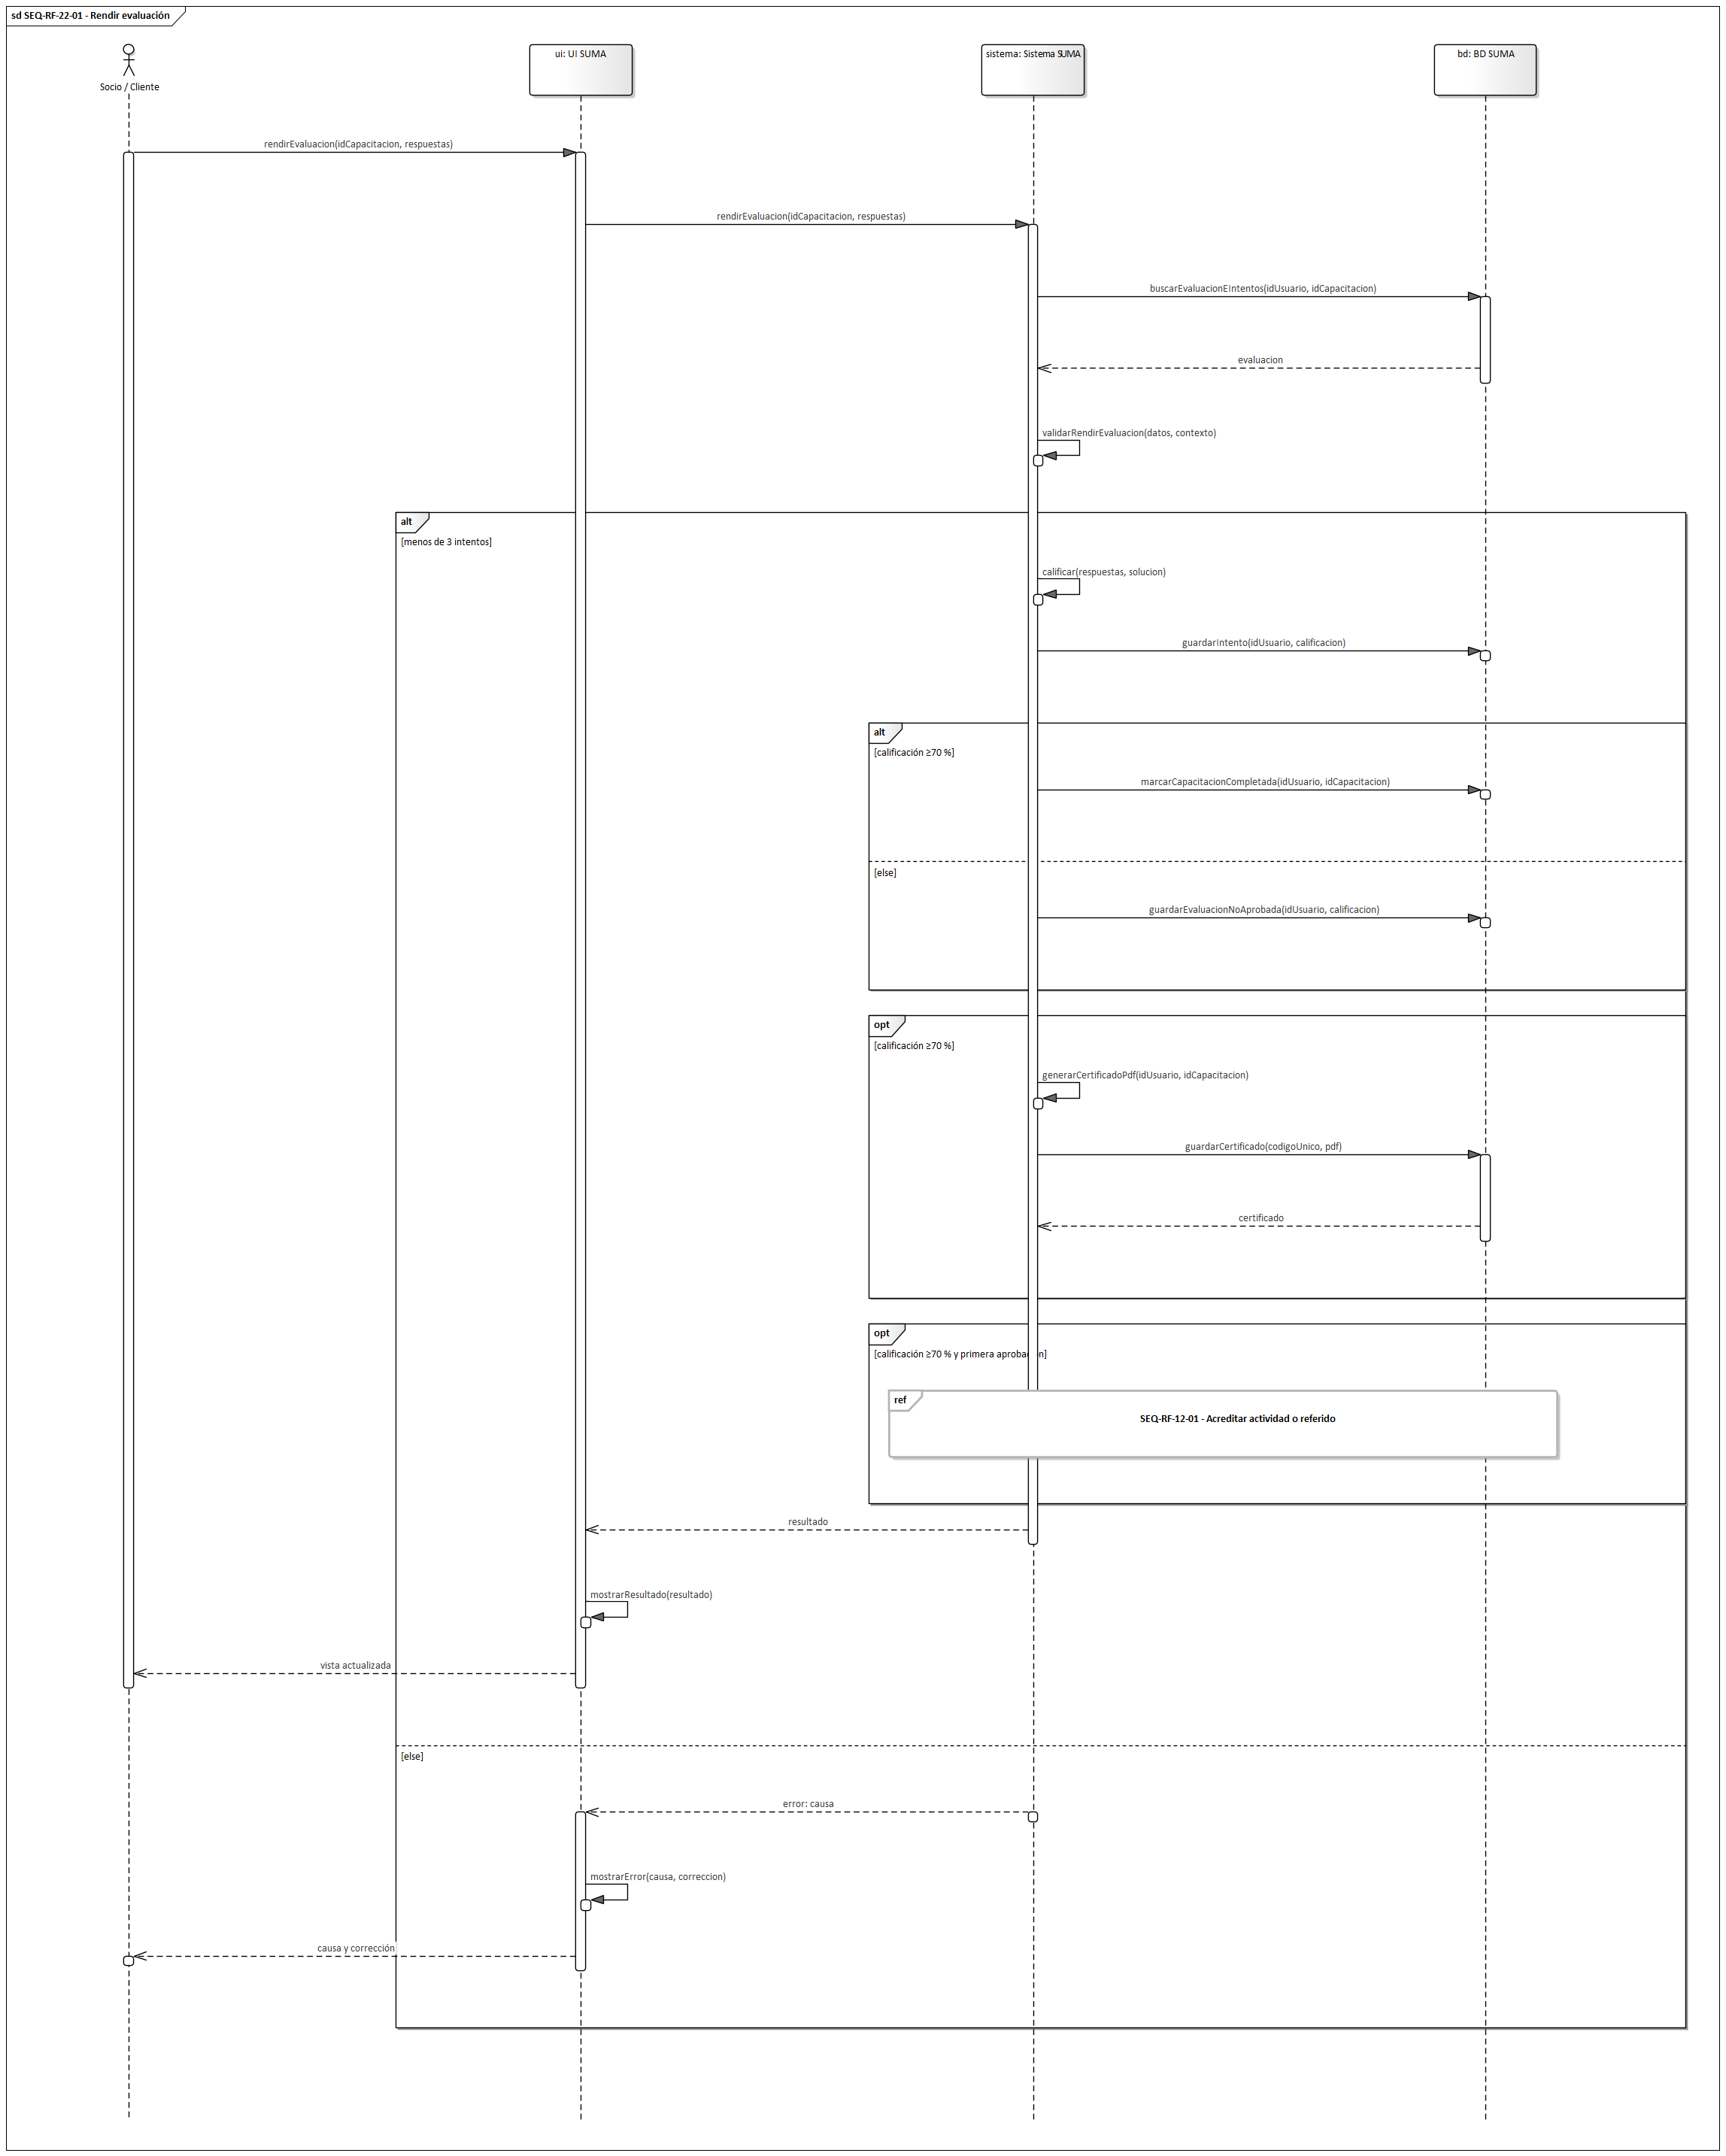 sd SEQ-RF-22-01 - Rendir evaluación
Socio / Cliente
ui: UI SUMA
sistema: Sistema SUMA
bd: BD SUMA
rendirEvaluacion(idCapacitacion, respuestas)
rendirEvaluacion(idCapacitacion, respuestas)
buscarEvaluacionEIntentos(idUsuario, idCapacitacion)
evaluacion
validarRendirEvaluacion(datos, contexto)
alt
[menos de 3 intentos]
calificar(respuestas, solucion)
guardarIntento(idUsuario, calificacion)
alt
[calificación ≥70 %]
marcarCapacitacionCompletada(idUsuario, idCapacitacion)
[else]
guardarEvaluacionNoAprobada(idUsuario, calificacion)
opt
[calificación ≥70 %]
generarCertificadoPdf(idUsuario, idCapacitacion)
guardarCertificado(codigoUnico, pdf)
certificado
opt
[calificación ≥70 % y primera aprobación]
ref
SEQ-RF-12-01 - Acreditar actividad o referido
resultado
mostrarResultado(resultado)
vista actualizada
[else]
error: causa
mostrarError(causa, correccion)
causa y corrección